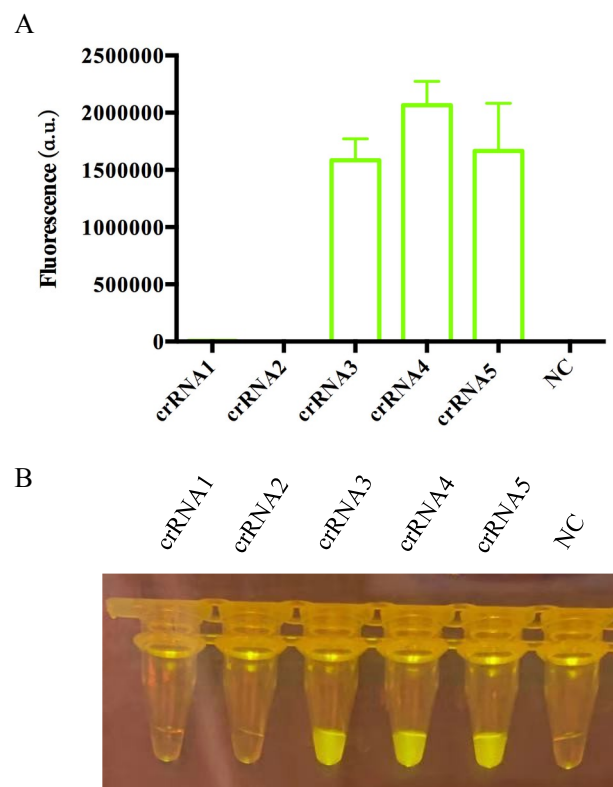 A
2500000
2000000
1500000
1000000
500000
0
Fluorescence (a.u.)
crRNA1
crRNA2
crRNA3
crRNA4
crRNA5
NC
B
crRNA1
crRNA2
crRNA3
crRNA4
crRNA5
NC